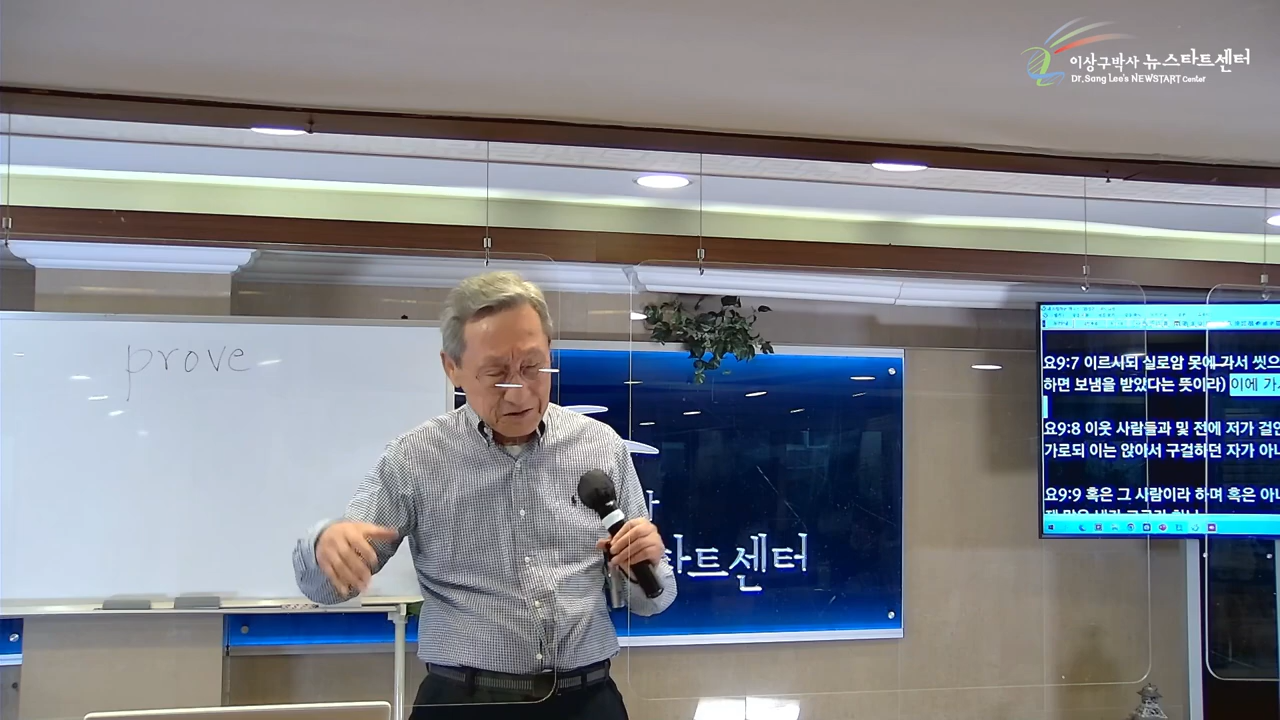 이상구박사 뉴스타트센터
Dr. Sang Lee's NEWSTART Center
prove
타트센터
요9:7 이르시되 실로암 못에 가서 씻으
하면 보냄을 받았다는 뜻이라) 이에 가
요9:8 이웃 사람들과 및 전에 저가 걸인
가로되 이는 앉아서 구걸하던 자가 아니
요9:9 혹은 그 사람이라 하며 혹은 아니